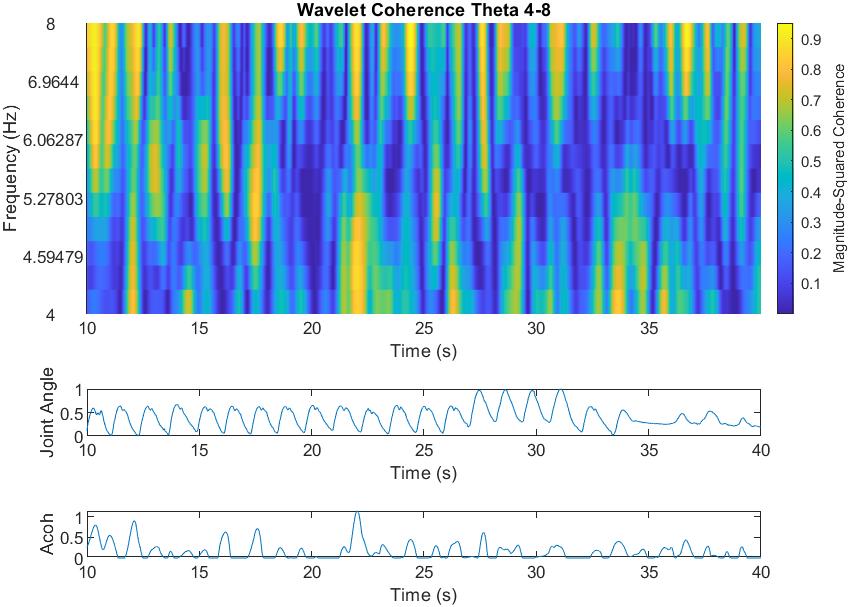 Wavelet Coherence Theta 4-8
8
6.9644
6.06287
5.27803
4.59479
4
Frequency (Hz)
10 15 20 25 30 35
Time (s)
0.9
0.8
0.7
0.6
0.5
0.4
0.3
0.2
0.1
Magnitude-Squared Coherence
Joint Angle
1
0.5
0
10 15 20 25 30 35 40
Time (s)
Acoh
1
0.5
0
10 15 20 25 30 35 40
Time (s)